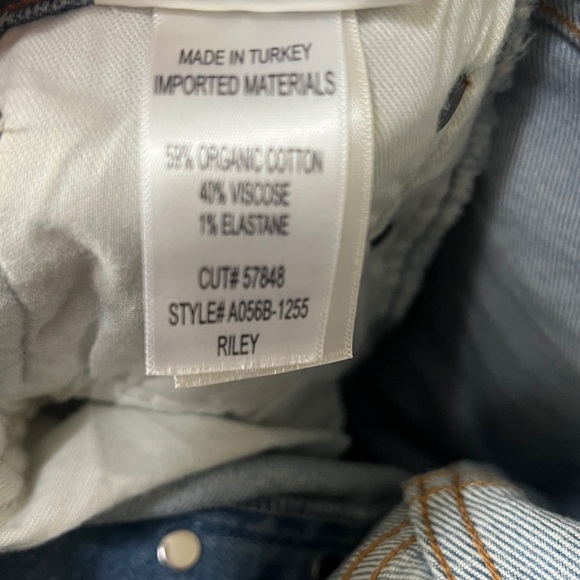 MADE IN TURKEY
IMPORTED MATERIALS
59% ORGANIC COTTON
40% VISCOSE
1% ELASTANE
CUT# 57848
STYLE# A056B-1255
RILEY